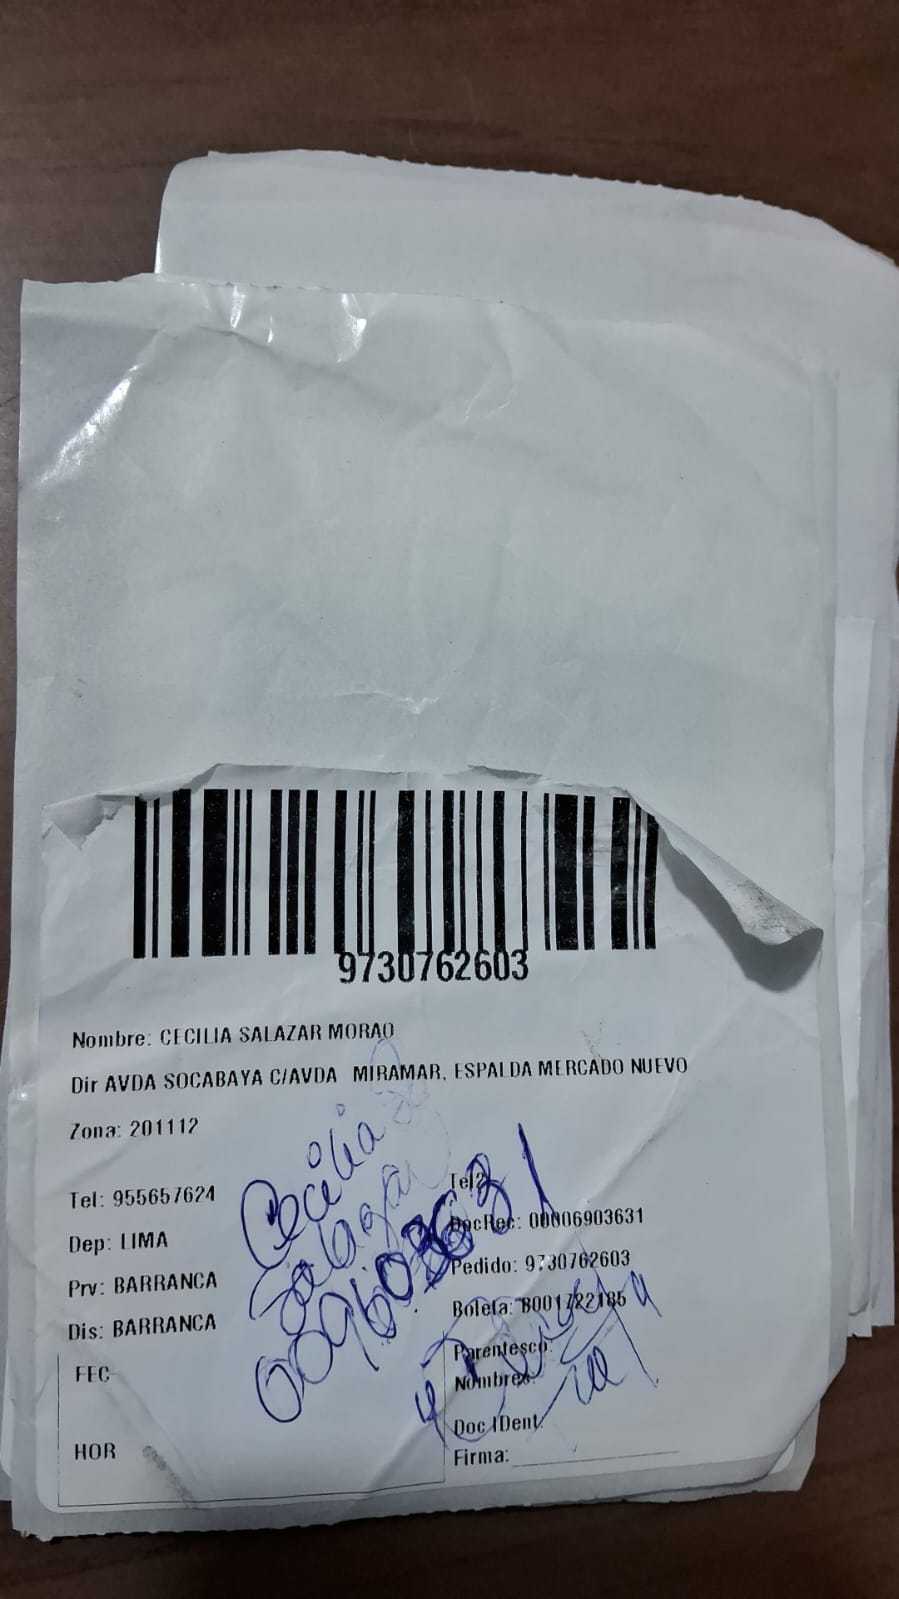 9730762603
Nombre: CECILIA SALAZAR MORAO
Dir AVDA SOCABAYA C/AVDA MIRAMAR, ESPALDA MERCADO NUEVO
Zona: 201112
Tel: 955657624
Dep: LIMA
Prv: BARRANCA
Dis: BARRANCA
FEC
HOR
Tel2
DocRec: 00006903631
Pedido: 9730762603
Boleta: B001722185
Parentesco:
Nombres:
Doc IDent:
Firma:
Cecilia
Salazar